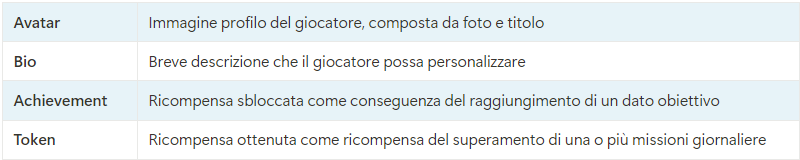 Avatar Immagine profilo del giocatore, composta da foto e titolo
Bio Breve descrizione che il giocatore possa personalizzare
Achievement Ricompensa sbloccata come conseguenza del raggiungimento di un dato obiettivo
Token Ricompensa ottenuta come ricompensa del superamento di una o più missioni giornaliere